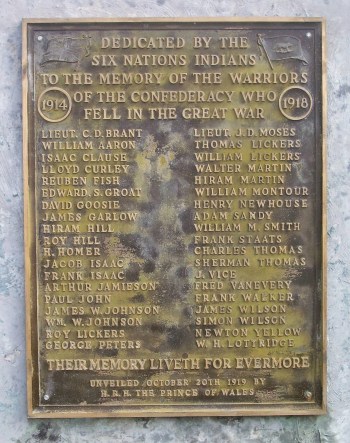 DEDICATED BY THE
SIX NATIONS INDIANS
TO THE MEMORY OF THE WARRIORS
OF THE CONFEDERACY WHO
FELL IN THE GREAT WAR
1914
1918
LIEUT. C. D. BRANT
WILLIAM AARON
ISAAC CLAUSE
LLOYD CURLEY
REUBEN FISH
EDWARD. S. GROAT
DAVID GOOSIE
JAMES GARLOW
HIRAM HILL
ROY HILL
H. HOMER
JACOB ISAAC
FRANK ISAAC
ARTHUR JAMIESON
PAUL JOHN
JAMES W. JOHNSON
WM. W. JOHNSON
ROY LICKERS
GEORGE PETERS
LIEUT. J. D. MOSES
THOMAS LICKERS
WILLIAM LICKERS
WALTER MARTIN
HIRAM MARTIN
WILLIAM MONTOUR
HENRY NEWHOUSE
ADAM SANDY
WILLIAM M. SMITH
FRANK STAATS
CHARLES THOMAS
SHERMAN THOMAS
J. VICE
FRED VANEVERY
FRANK WALKER
JAMES WILSON
SIMON WILSON
NEWTON YELLOW
W. H. LOTTRIDGE
THEIR MEMORY LIVETH FOR EVERMORE
UNVEILED OCTOBER 20TH 1919 BY
H. R. H. THE PRINCE OF WALES